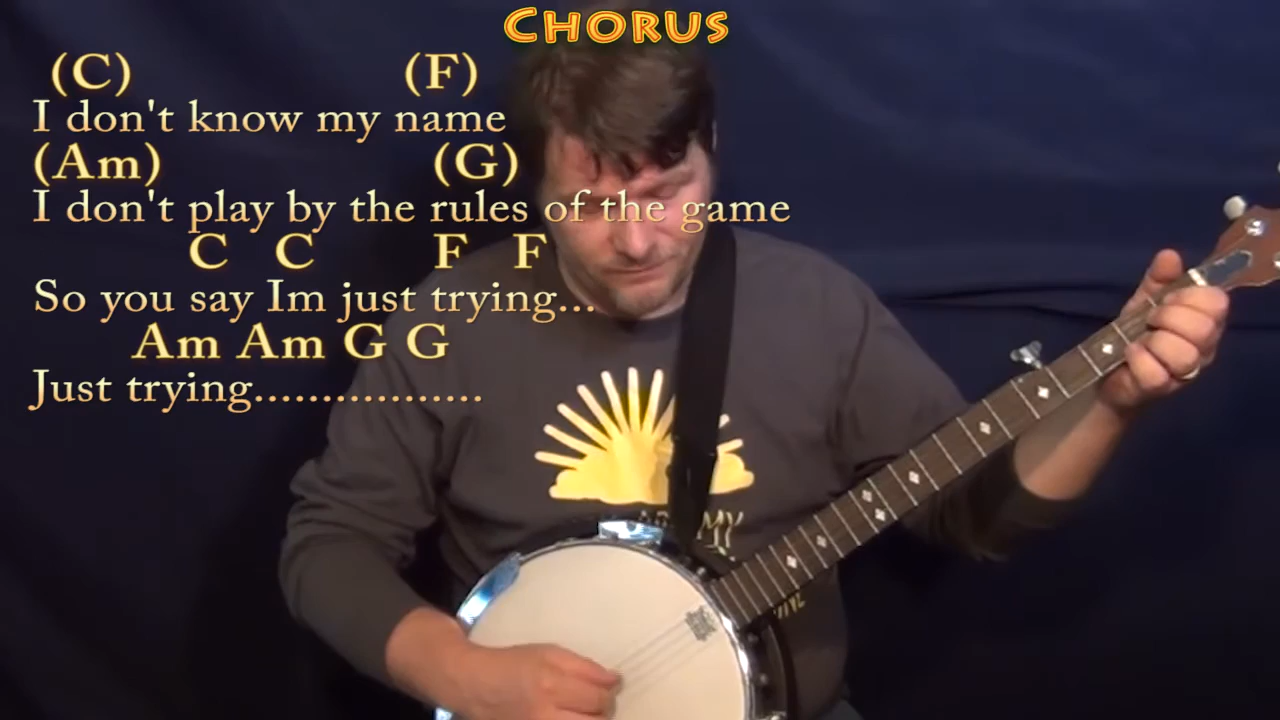 CHORUS
(C) (F)
I don't know my name
(Am) (G)
I don't play by the rules of the game
C C F F
So you say Im just trying...
Am Am G G
Just trying.................